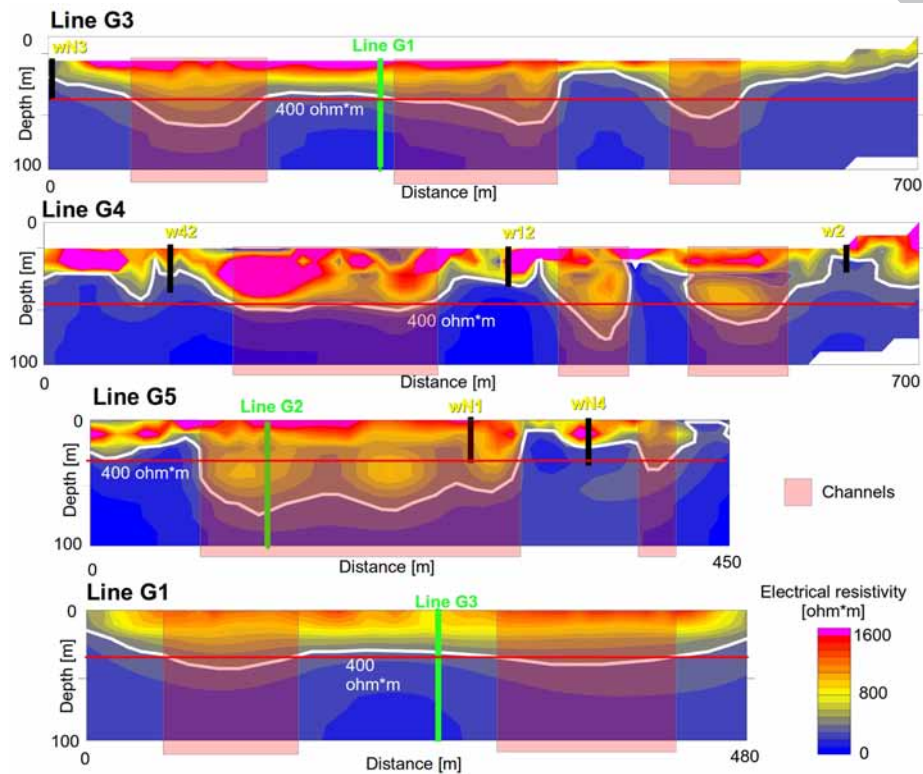 Line G3
0
wN3
Line G1
Depth [m]
400 ohm*m
100
0
Distance [m]
700
Line G4
0
w42
w12
w2
Depth [m]
400 ohm*m
100
0
Distance [m]
700
Line G5
Line G2
wN1
wN4
0
Depth [m]
400 ohm*m
100
0
Distance [m]
450
Channels
Line G1
Line G3
0
Depth [m]
400
ohm*m
100
0
Distance [m]
480
Electrical resistivity
[ohm*m]
1600
800
0